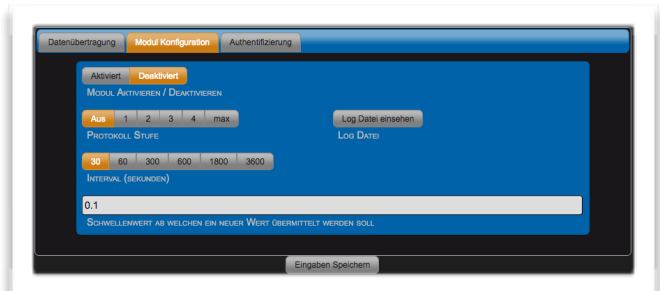 Datenübertragung Modul Konfiguration Authentifizierung
Aktiviert Deaktiviert
Modul Aktivieren / Deaktivieren
Aus 1 2 3 4 max Log Datei einsehen
Protokoll Stufe Log Datei
30 60 300 600 1800 3600
Interval (sekunden)
0.1
Schwellenwert ab welchen ein neuer Wert übermittelt werden soll
Eingaben Speichern